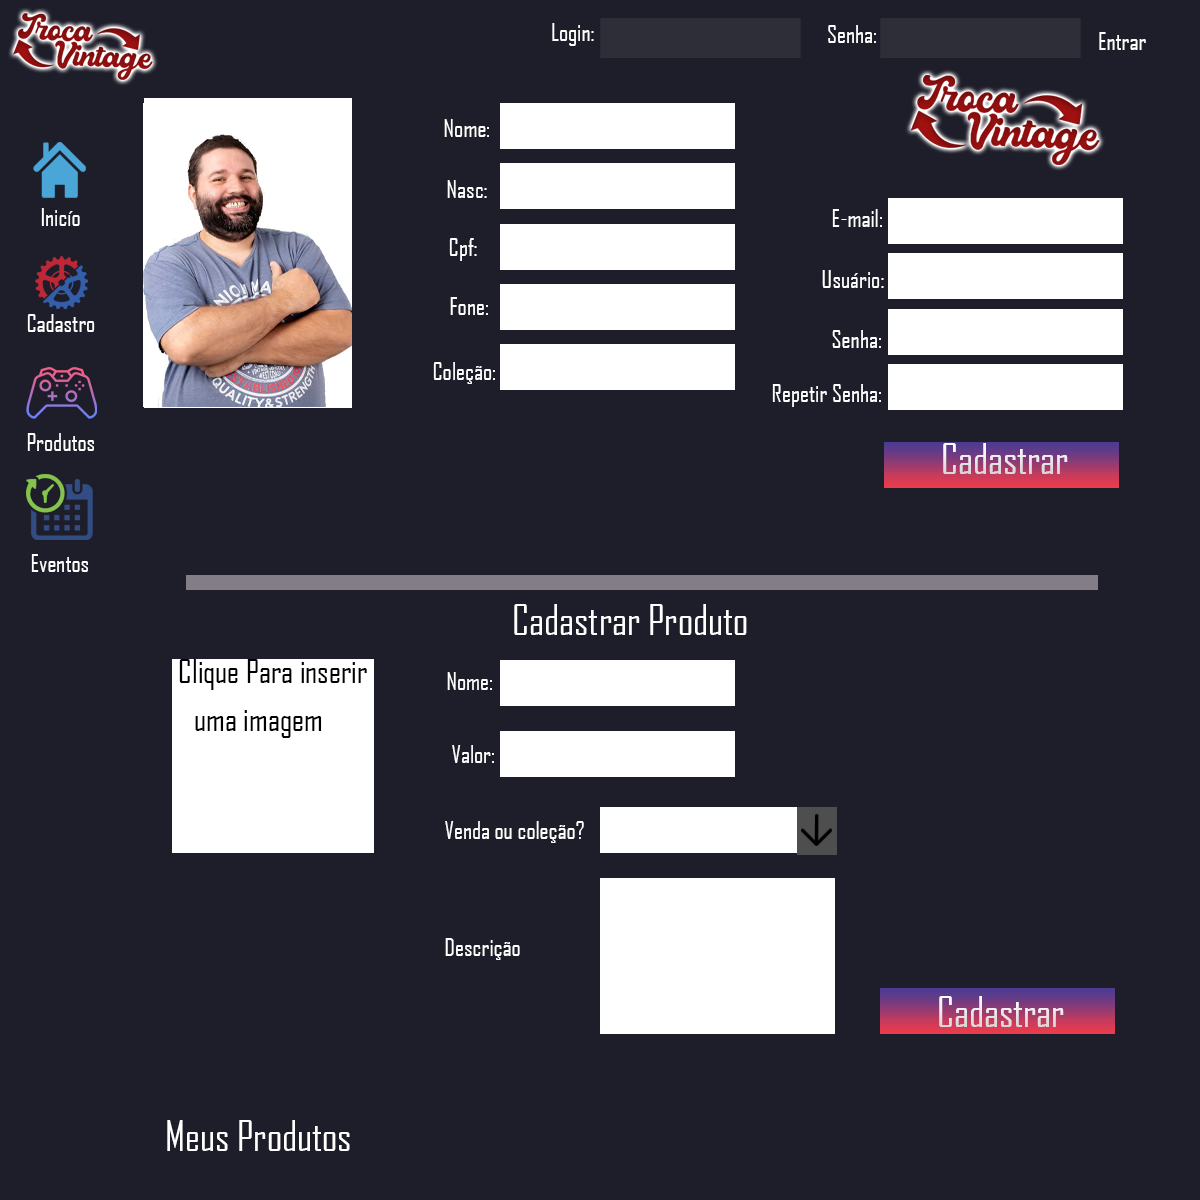 Troca
Vintage
Login:
Senha:
Entrar
Troca
Vintage
Inicío
Cadastro
Produtos
Eventos
QUALITY&STRENGTH
Nome:
Nasc:
Cpf:
Fone:
Coleção:
E-mail:
Usuário:
Senha:
Repetir Senha:
Cadastrar
Cadastrar Produto
Clique Para inserir
uma imagem
Nome:
Valor:
Venda ou coleção?
Descrição
Cadastrar
Meus Produtos